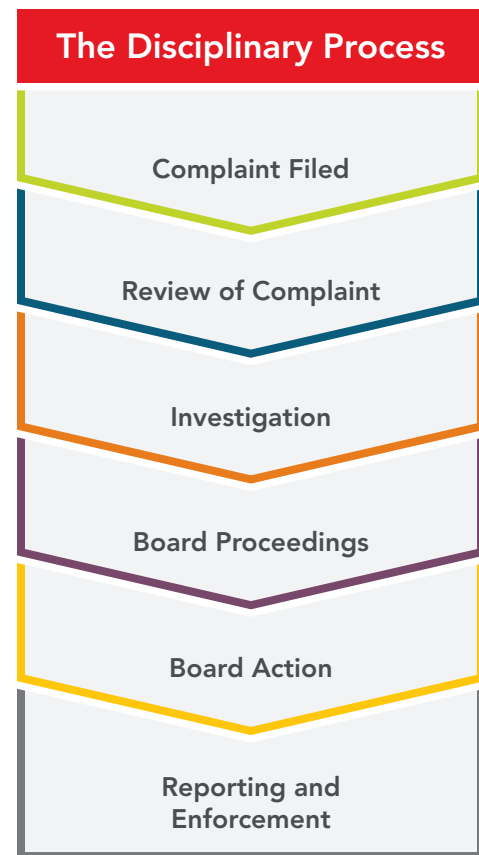 The Disciplinary Process
Complaint Filed
Review of Complaint
Investigation
Board Proceedings
Board Action
Reporting and
Enforcement